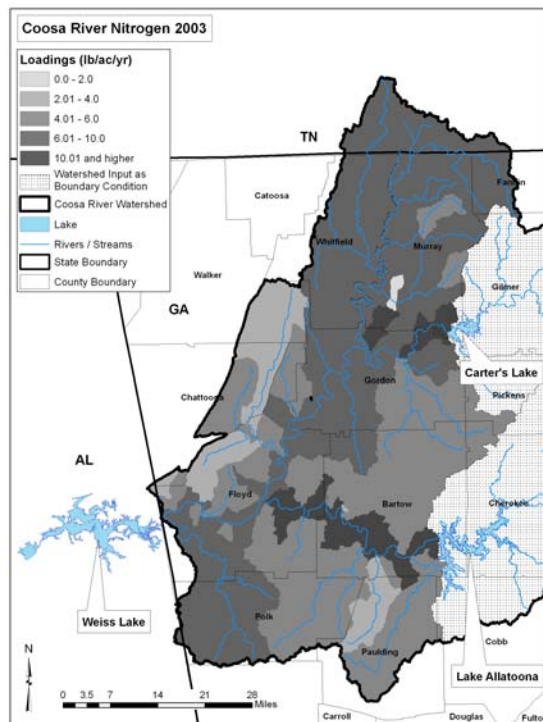 Coosa River Nitrogen 2003
Loadings (lb/ac/yr)
0.0 - 2.0
2.01 - 4.0
4.01 - 6.0
6.01 - 10.0
10.01 and higher
Watershed Input as
Boundary Condition
Coosa River Watershed
Lake
Rivers / Streams
State Boundary
County Boundary
TN
Catoosa
Fannin
Whitfield
Murray
Walker
Gilmer
GA
Carter's Lake
Gordon
Chattooga
Pickens
AL
Floyd
Bartow
Cherokee
Weiss Lake
Polk
Cobb
Paulding
Lake Allatoona
N
0 3.5 7 14 21 28
Miles
Carroll
Douglas
Fulto